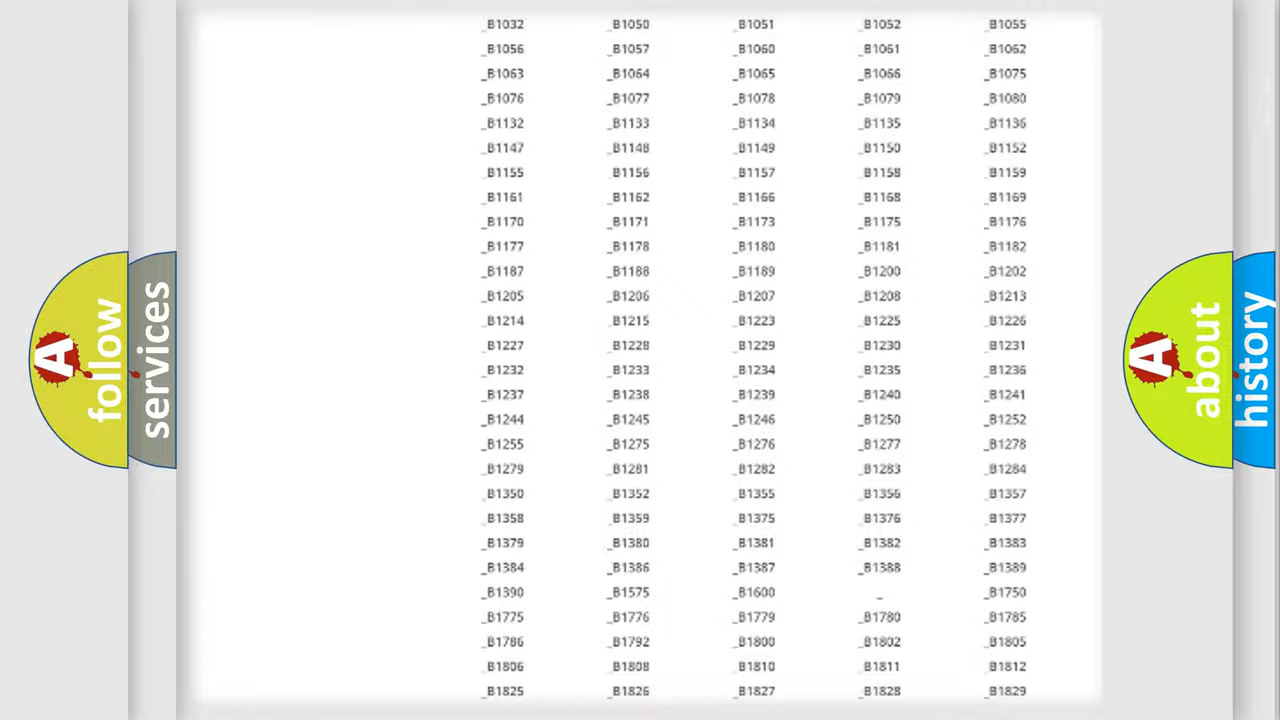 _B1032 _B1050 _B1051 _B1052 _B1055
_B1056 _B1057 _B1060 _B1061 _B1062
_B1063 _B1064 _B1065 _B1066 _B1075
_B1076 _B1077 _B1078 _B1079 _B1080
_B1132 _B1133 _B1134 _B1135 _B1136
_B1147 _B1148 _B1149 _B1150 _B1152
_B1155 _B1156 _B1157 _B1158 _B1159
_B1161 _B1162 _B1166 _B1168 _B1169
_B1170 _B1171 _B1173 _B1175 _B1176
_B1177 _B1178 _B1180 _B1181 _B1182
_B1187 _B1188 _B1189 _B1200 _B1202
_B1205 _B1206 _B1207 _B1208 _B1213
_B1214 _B1215 _B1223 _B1225 _B1226
_B1227 _B1228 _B1229 _B1230 _B1231
_B1232 _B1233 _B1234 _B1235 _B1236
_B1237 _B1238 _B1239 _B1240 _B1241
_B1244 _B1245 _B1246 _B1250 _B1252
_B1255 _B1275 _B1276 _B1277 _B1278
_B1279 _B1281 _B1282 _B1283 _B1284
_B1350 _B1352 _B1355 _B1356 _B1357
_B1358 _B1359 _B1375 _B1376 _B1377
_B1379 _B1380 _B1381 _B1382 _B1383
_B1384 _B1386 _B1387 _B1388 _B1389
_B1390 _B1575 _B1600 _ _B1750
_B1775 _B1776 _B1779 _B1780 _B1785
_B1786 _B1792 _B1800 _B1802 _B1805
_B1806 _B1808 _B1810 _B1811 _B1812
_B1825 _B1826 _B1827 _B1828 _B1829
A
follow
services
A
about
history